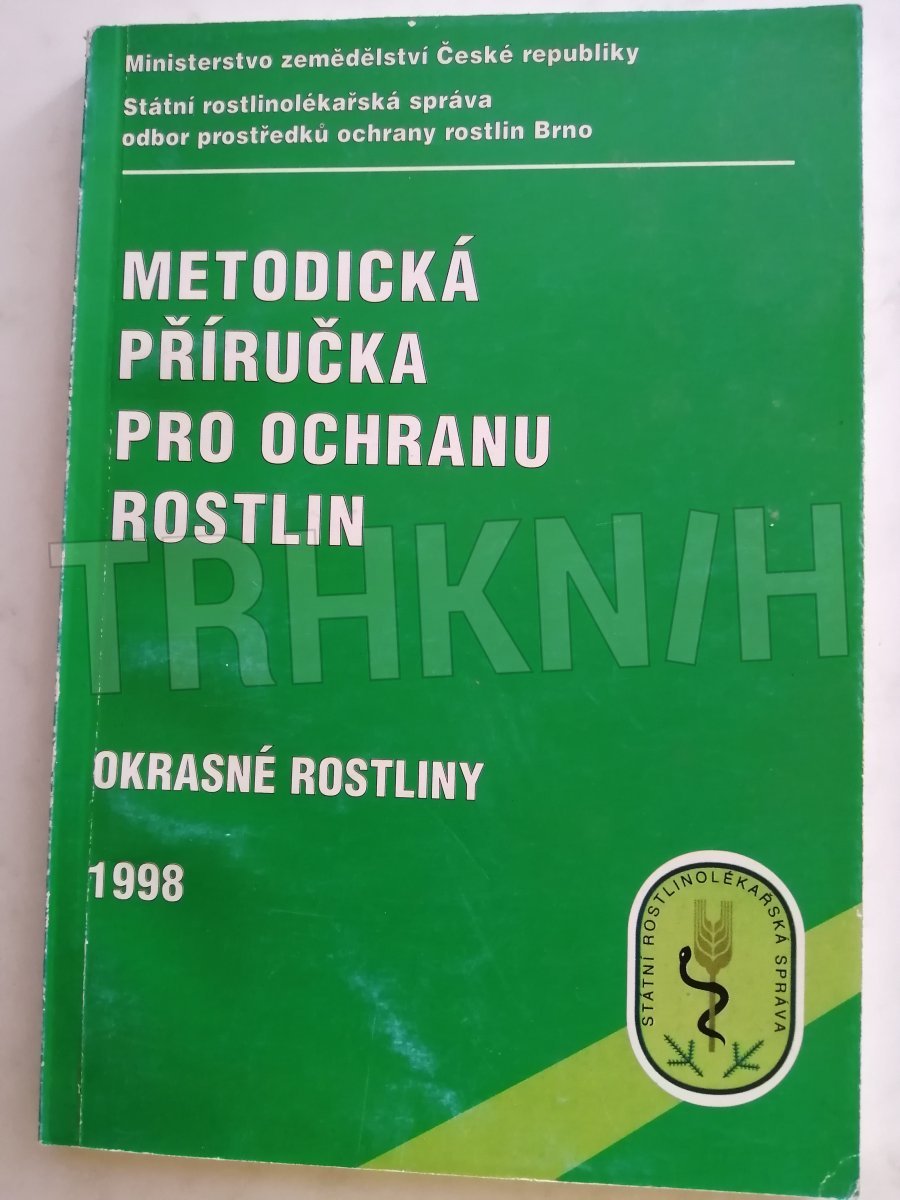 Ministerstvo zemědělství České republiky
Státní rostlinolékařská správa
odbor prostředků ochrany rostlin Brno
METODICKÁ
PŘÍRUČKA
PRO OCHRANU
ROSTLIN
TRHKN/H
OKRASNÉ ROSTLINY
1998
STÁTNÍ ROSTLINOLÉKAŘSKÁ SPRÁVA